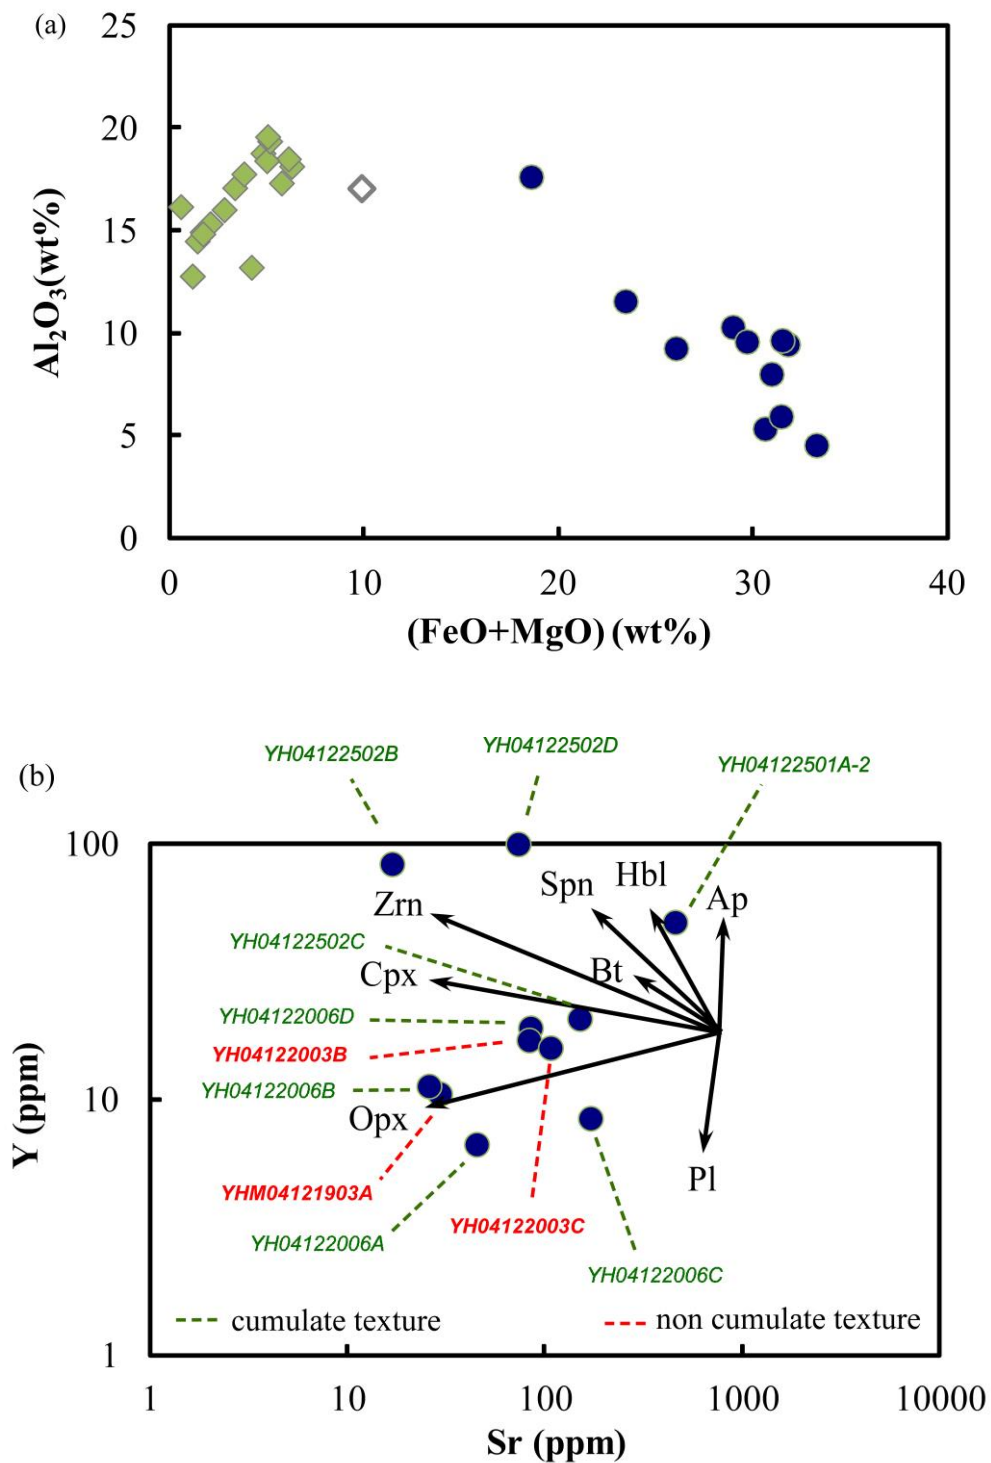 (a)
25
20
15
10
5
0
Al₂O₃(wt%)
0 10 20 30 40
(FeO+MgO) (wt%)
(b)
YH04122502B
YH04122502D
YH04122501A-2
100
Zrn
Spn
Hbl
Ap
YH04122502C
Cpx
Bt
YH04122006D
YH04122003B
YH04122006B
10
Opx
Y (ppm)
Pl
YHM04121903A
YH04122003C
YH04122006A
YH04122006C
cumulate texture
non cumulate texture
1
1 10 100 1000 10000
Sr (ppm)